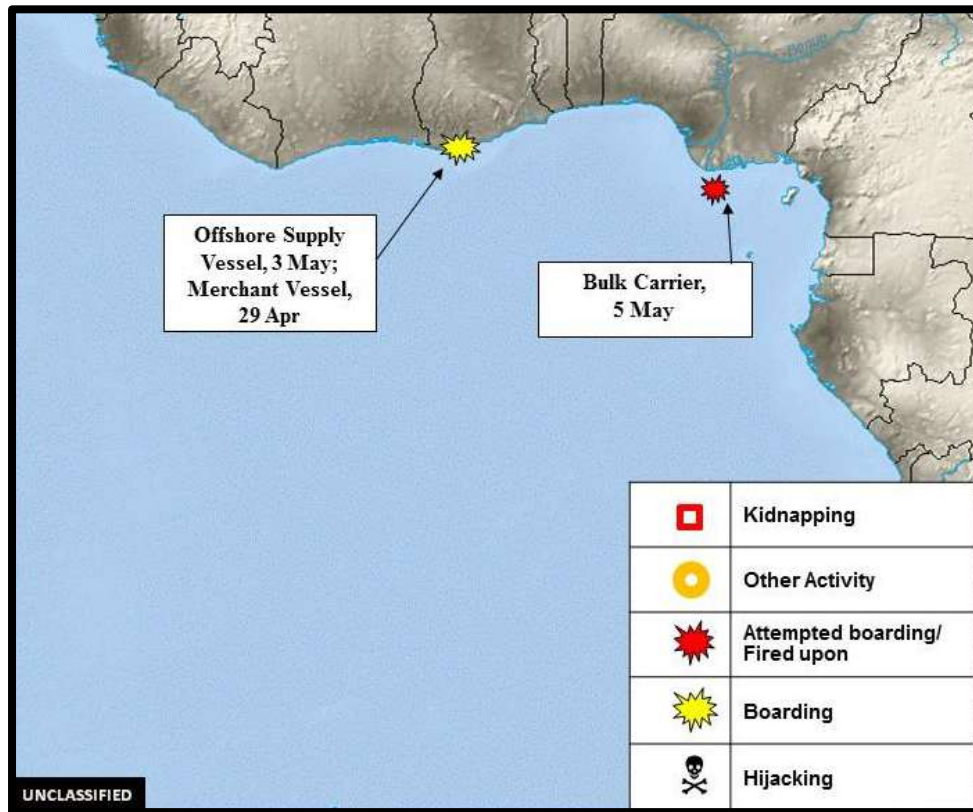 Offshore Supply
Vessel, 3 May;
Merchant Vessel,
29 Apr
Bulk Carrier,
5 May
Kidnapping
Other Activity
Attempted boarding/
Fired upon
Boarding
Hijacking
UNCLASSIFIED